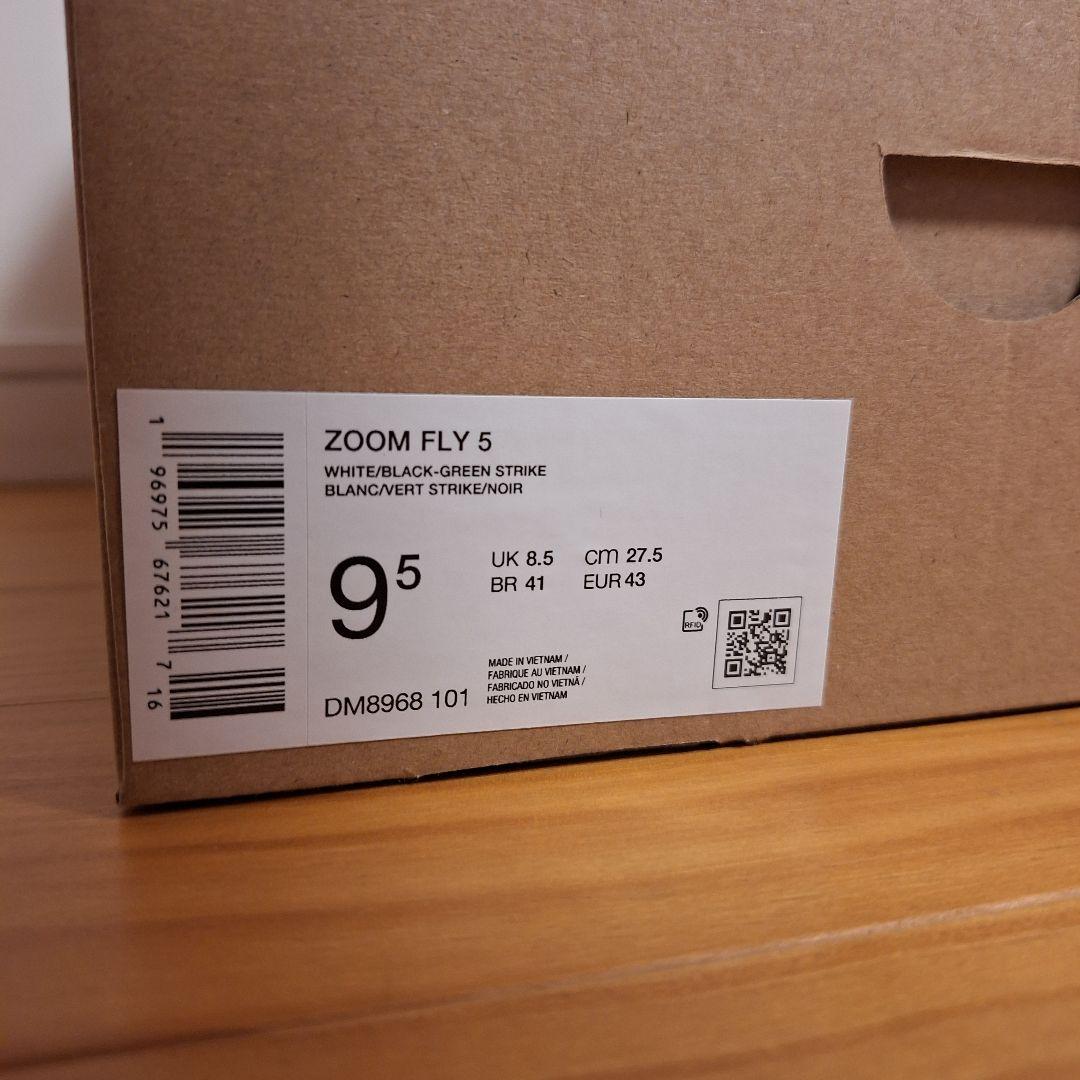 ZOOM FLY 5
WHITE/BLACK-GREEN STRIKE
BLANC/VERT STRIKE/NOIR
9⁵
UK 8.5 cm 27.5
BR 41 EUR 43
RFID
MADE IN VIETNAM /
FABRIQUE AU VIETNAM /
FABRICADO NO VIETNÃ /
HECHO EN VIETNAM
DM8968 101
1 96975 67621 7 16